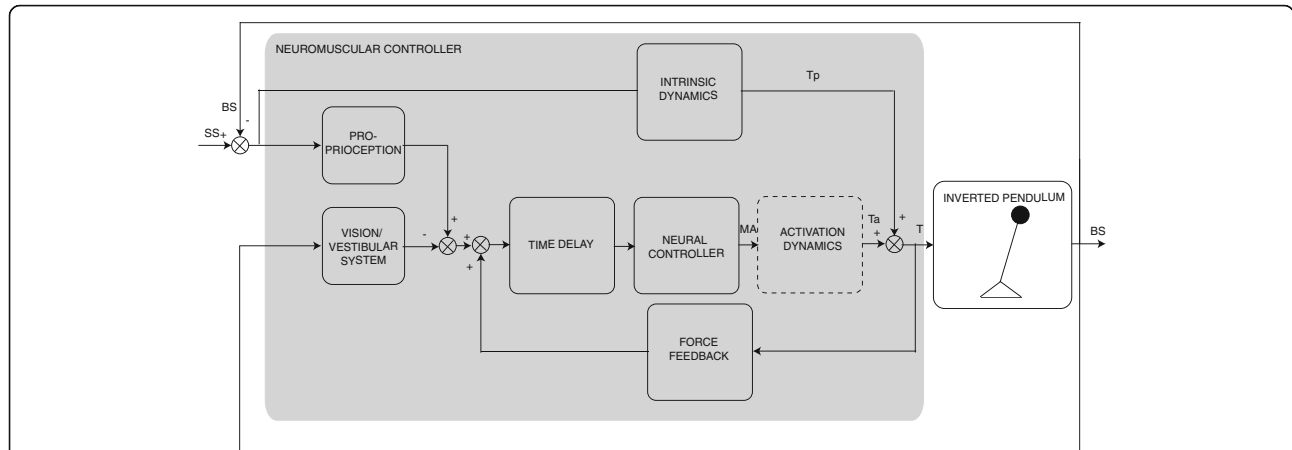 NEUROMUSCULAR CONTROLLER
INTRINSIC
DYNAMICS
Tp
BS
-
SS+
PRO-
PRIOCEPTION
+
+
INVERTED PENDULUM
VISION/
VESTIBULAR
SYSTEM
-
+
+
TIME DELAY
NEURAL
CONTROLLER
MA
ACTIVATION
DYNAMICS
Ta
+
T
BS
FORCE
FEEDBACK